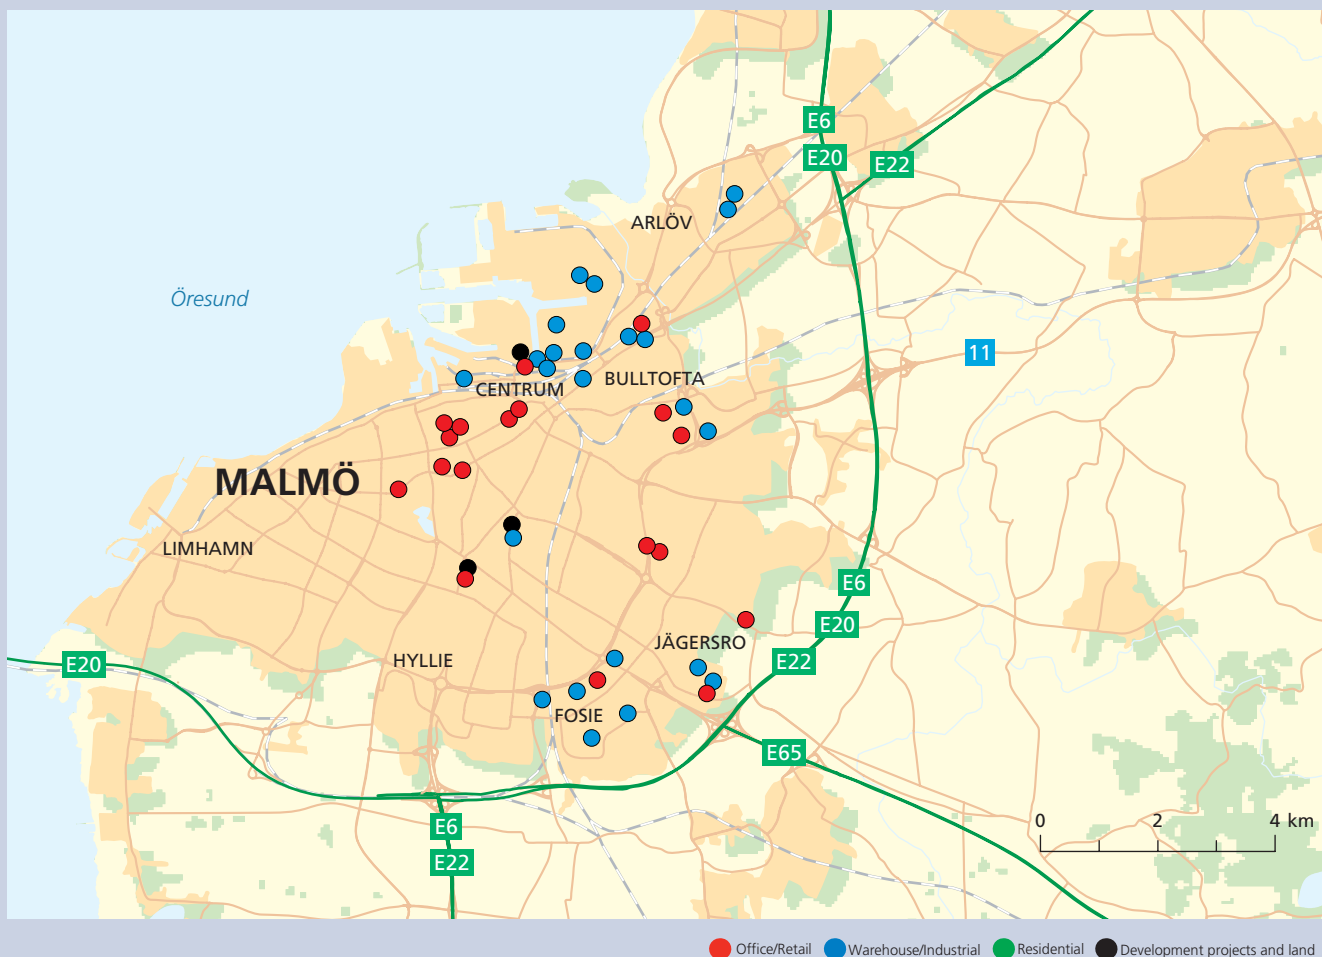 E6
E20
E22
ARLÖV
Öresund
11
BULLTOFTA
CENTRUM
MALMÖ
LIMHAMN
E6
E20
JÄGERSRO
E22
HYLLIE
E20
FOSIE
E65
0 2 4 km
E6
E22
Office/Retail Warehouse/Industrial Residential Development projects and land